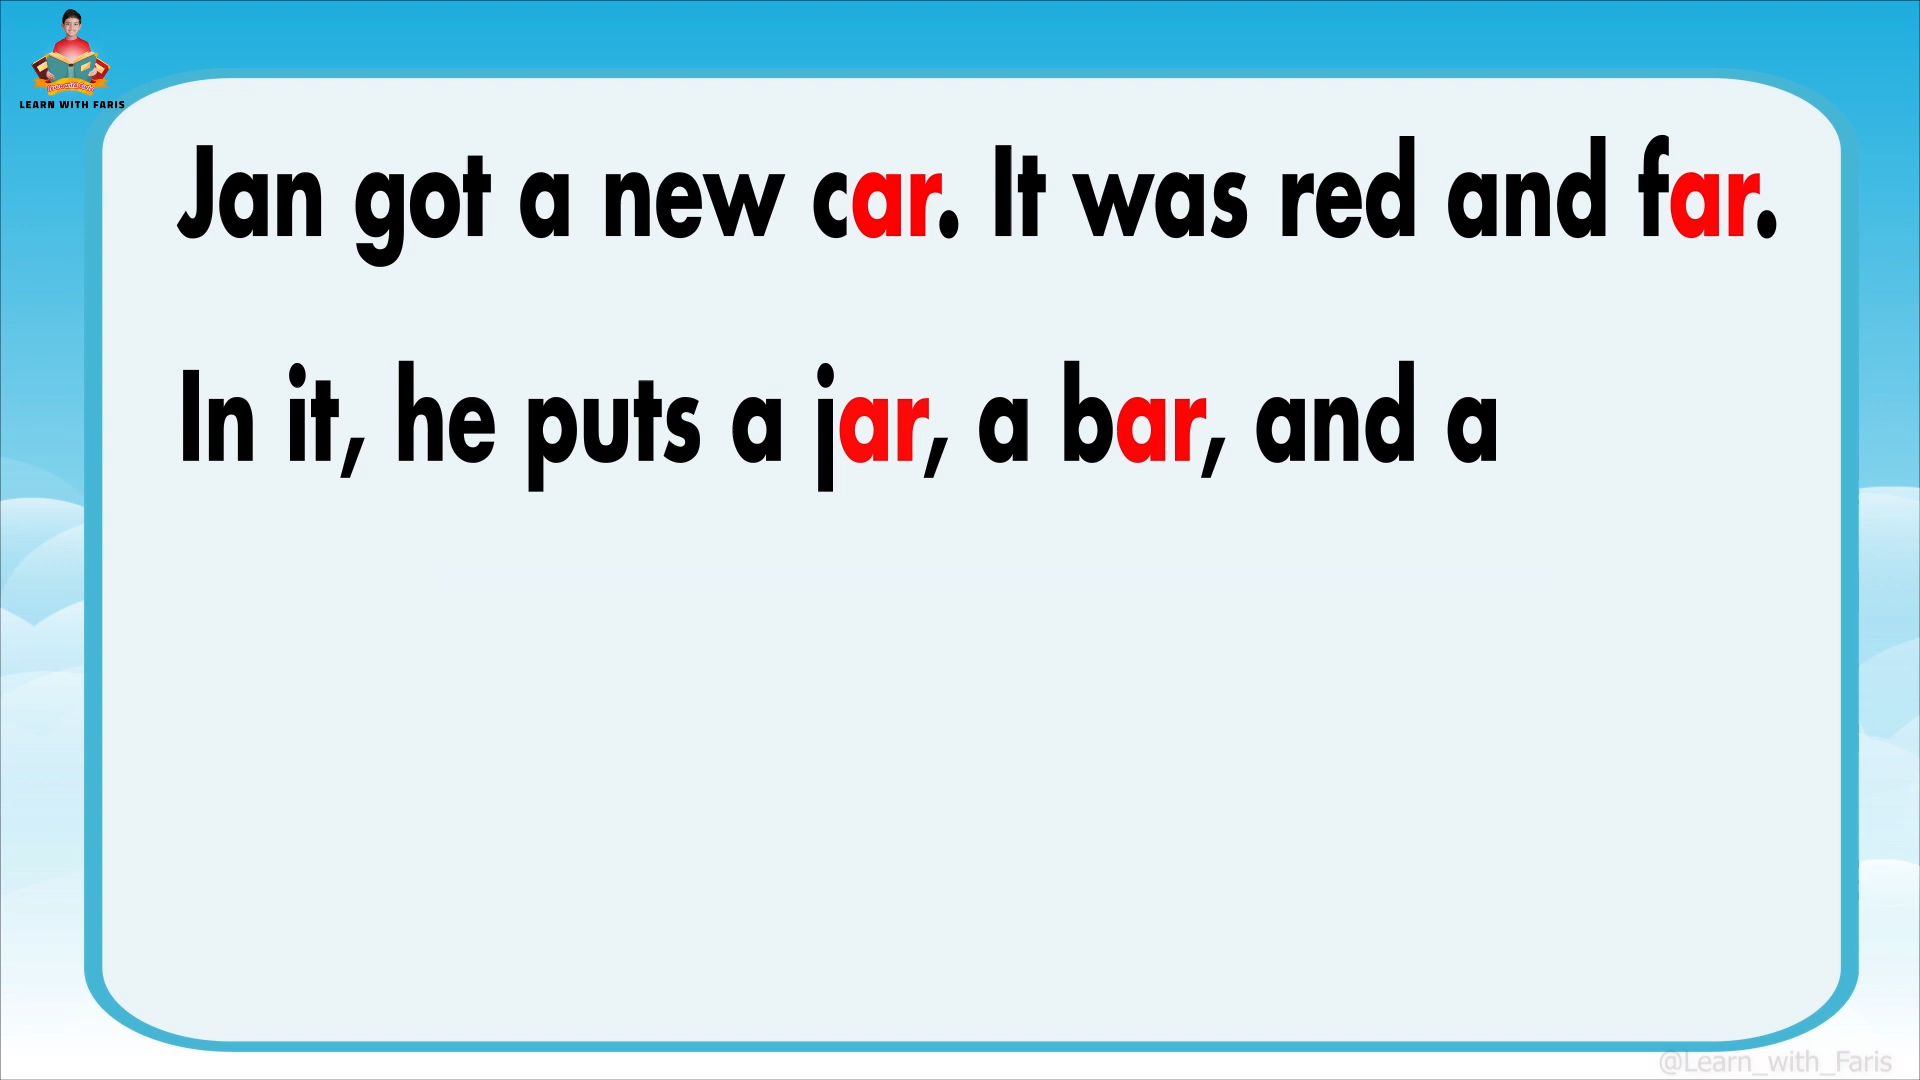 LEARN WITH FARIS
Jan got a new car. It was red and far.
In it, he puts a jar, a bar, and a
@Learn_with_Faris